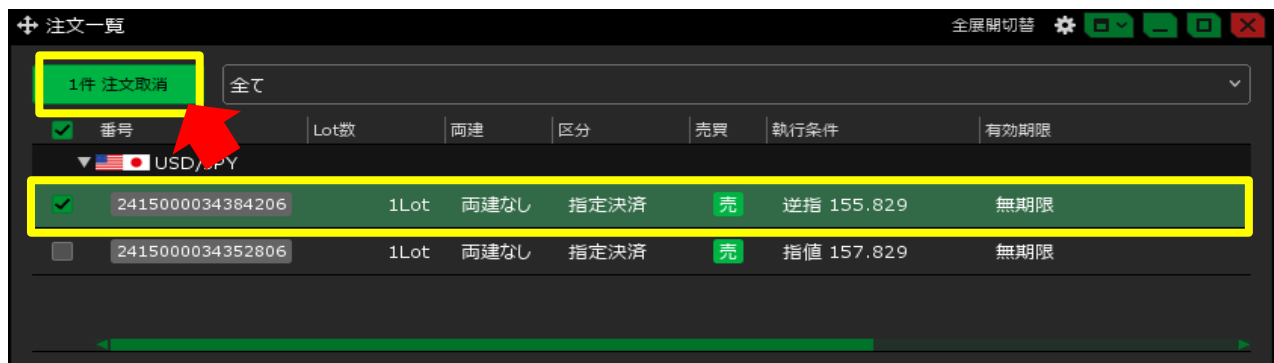 注文一覧 全展開切替
1件 注文取消 全て
番号 Lot数 両建 区分 売買 執行条件 有効期限
USD/JPY
2415000034384206 1Lot 両建なし 指定決済 売 逆指 155.829 無期限
2415000034352806 1Lot 両建なし 指定決済 売 指値 157.829 無期限